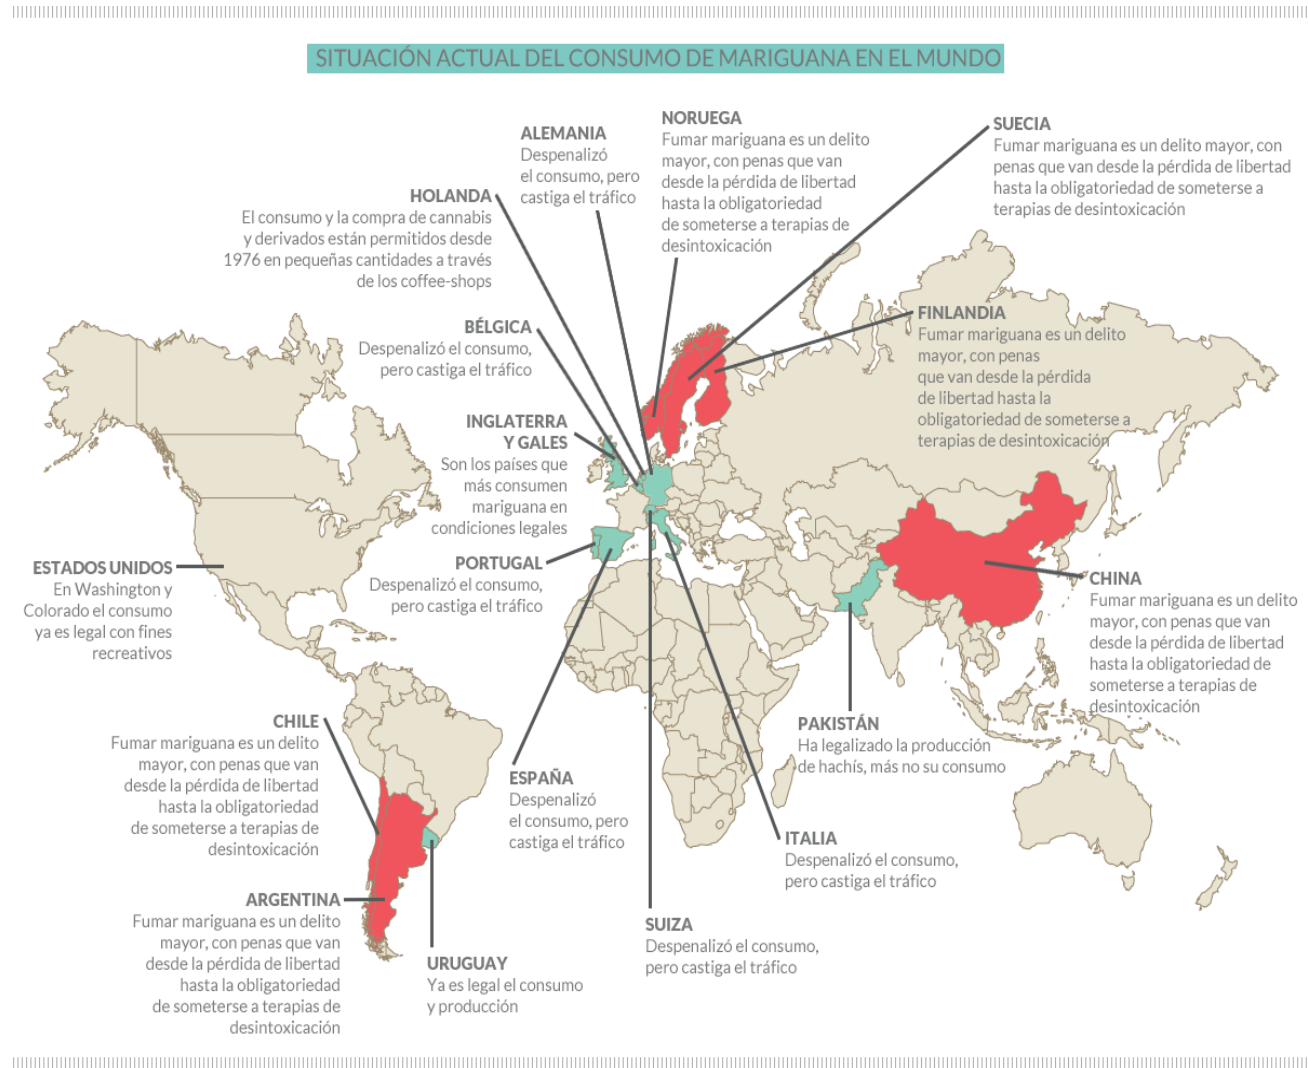 SITUACIÓN ACTUAL DEL CONSUMO DE MARIGUANA EN EL MUNDO
ALEMANIA
Despenalizó
el consumo, pero
castiga el tráfico
NORUEGA
Fumar mariguana es un delito
mayor, con penas que van
desde la pérdida de libertad
hasta la obligatoriedad
de someterse a terapias de
desintoxicación
SUECIA
Fumar mariguana es un delito mayor, con
penas que van desde la pérdida de libertad
hasta la obligatoriedad de someterse a
terapias de desintoxicación
HOLANDA
El consumo y la compra de cannabis
y derivados están permitidos desde
1976 en pequeñas cantidades a través
de los coffee-shops
BÉLGICA
Despenalizó el consumo,
pero castiga el tráfico
FINLANDIA
Fumar mariguana es un delito
mayor, con penas
que van desde la pérdida
de libertad hasta la
obligatoriedad de someterse a
terapias de desintoxicación
INGLATERRA
Y GALES
Son los países que
más consumen
mariguana en
condiciones legales
PORTUGAL
Despenalizó el consumo,
pero castiga el tráfico
ESTADOS UNIDOS
En Washington y
Colorado el consumo
ya es legal con fines
recreativos
CHINA
Fumar mariguana es un delito
mayor, con penas que van
desde la pérdida de libertad
hasta la obligatoriedad de
someterse a terapias de
desintoxicación
CHILE
Fumar mariguana es un delito
mayor, con penas que van
desde la pérdida de libertad
hasta la obligatoriedad
de someterse a terapias de
desintoxicación
PAKISTÁN
Ha legalizado la producción
de hachís, más no su consumo
ESPAÑA
Despenalizó
el consumo, pero
castiga el tráfico
ITALIA
Despenalizó el consumo,
pero castiga el tráfico
ARGENTINA
Fumar mariguana es un delito
mayor, con penas que van
desde la pérdida de libertad
hasta la obligatoriedad
de someterse a terapias de
desintoxicación
SUIZA
Despenalizó el consumo,
pero castiga el tráfico
URUGUAY
Ya es legal el consumo
y producción